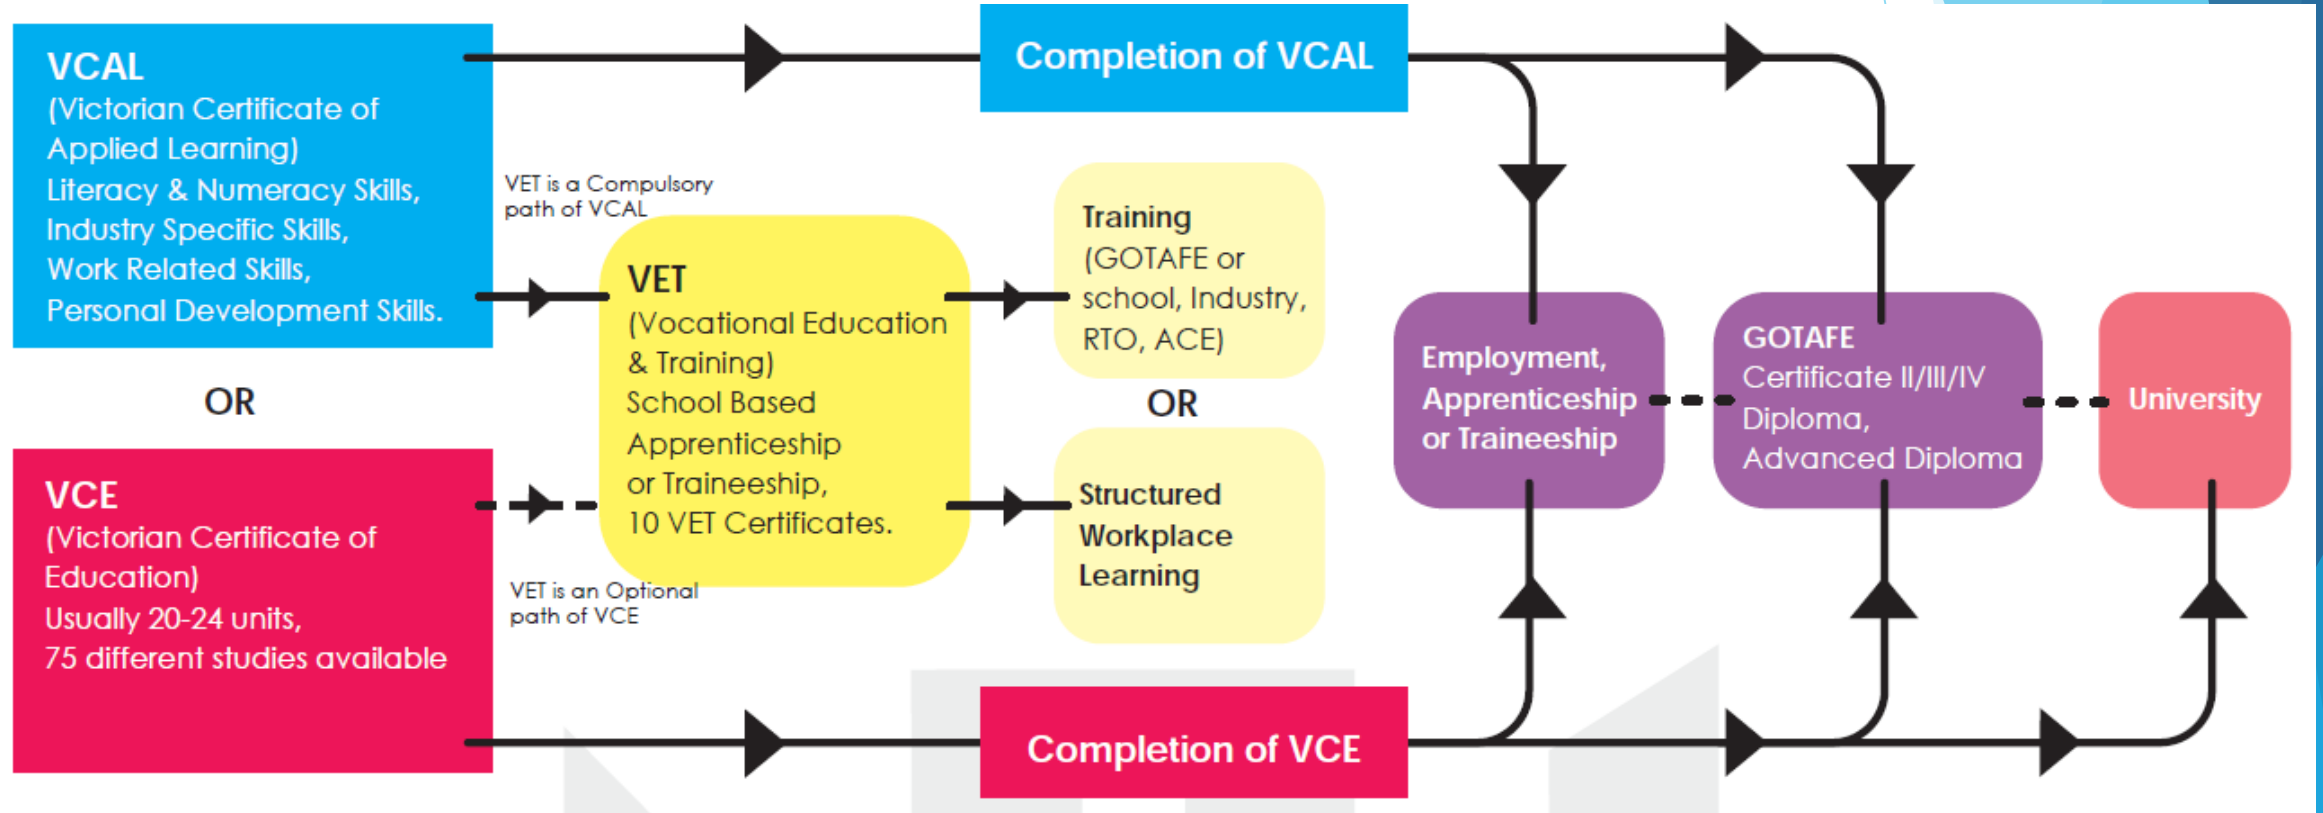 VCAL
(Victorian Certificate of
Applied Learning)
Literacy & Numeracy Skills,
Industry Specific Skills,
Work Related Skills,
Personal Development Skills.
OR
VCE
(Victorian Certificate of
Education)
Usually 20-24 units,
75 different studies available
VET is a Compulsory
path of VCAL
VET
(Vocational Education
& Training)
School Based
Apprenticeship
or Traineeship,
10 VET Certificates.
VET is an Optional
path of VCE
Completion of VCAL
Training
(GOTAFE or
school, Industry,
RTO, ACE)
OR
Structured
Workplace
Learning
Completion of VCE
Employment,
Apprenticeship
or Traineeship
GOTAFE
Certificate II/III/IV
Diploma,
Advanced Diploma
University